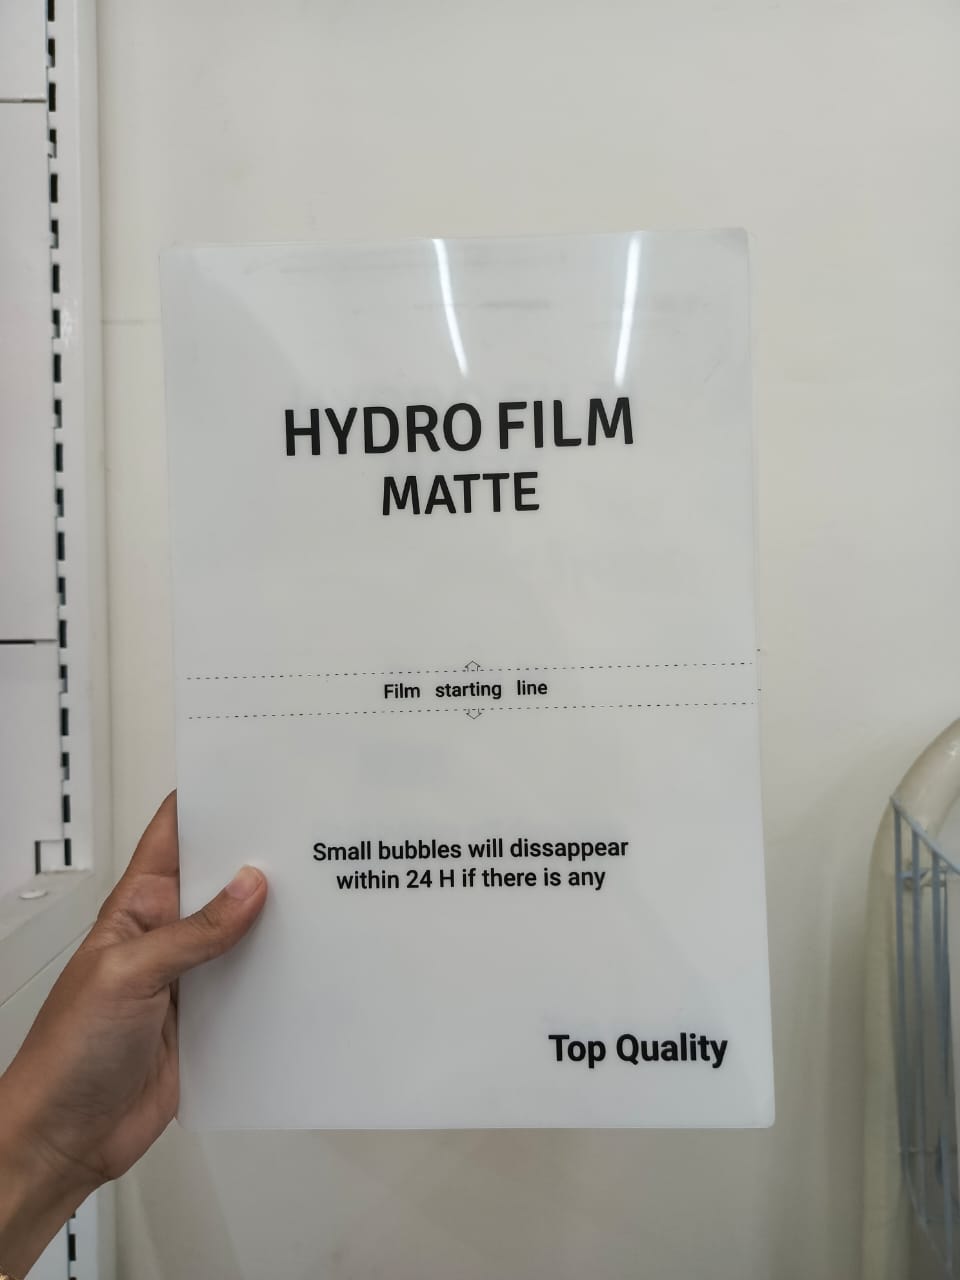 HYDRO FILM
MATTE
Film starting line
Small bubbles will dissappear
within 24 H if there is any
Top Quality